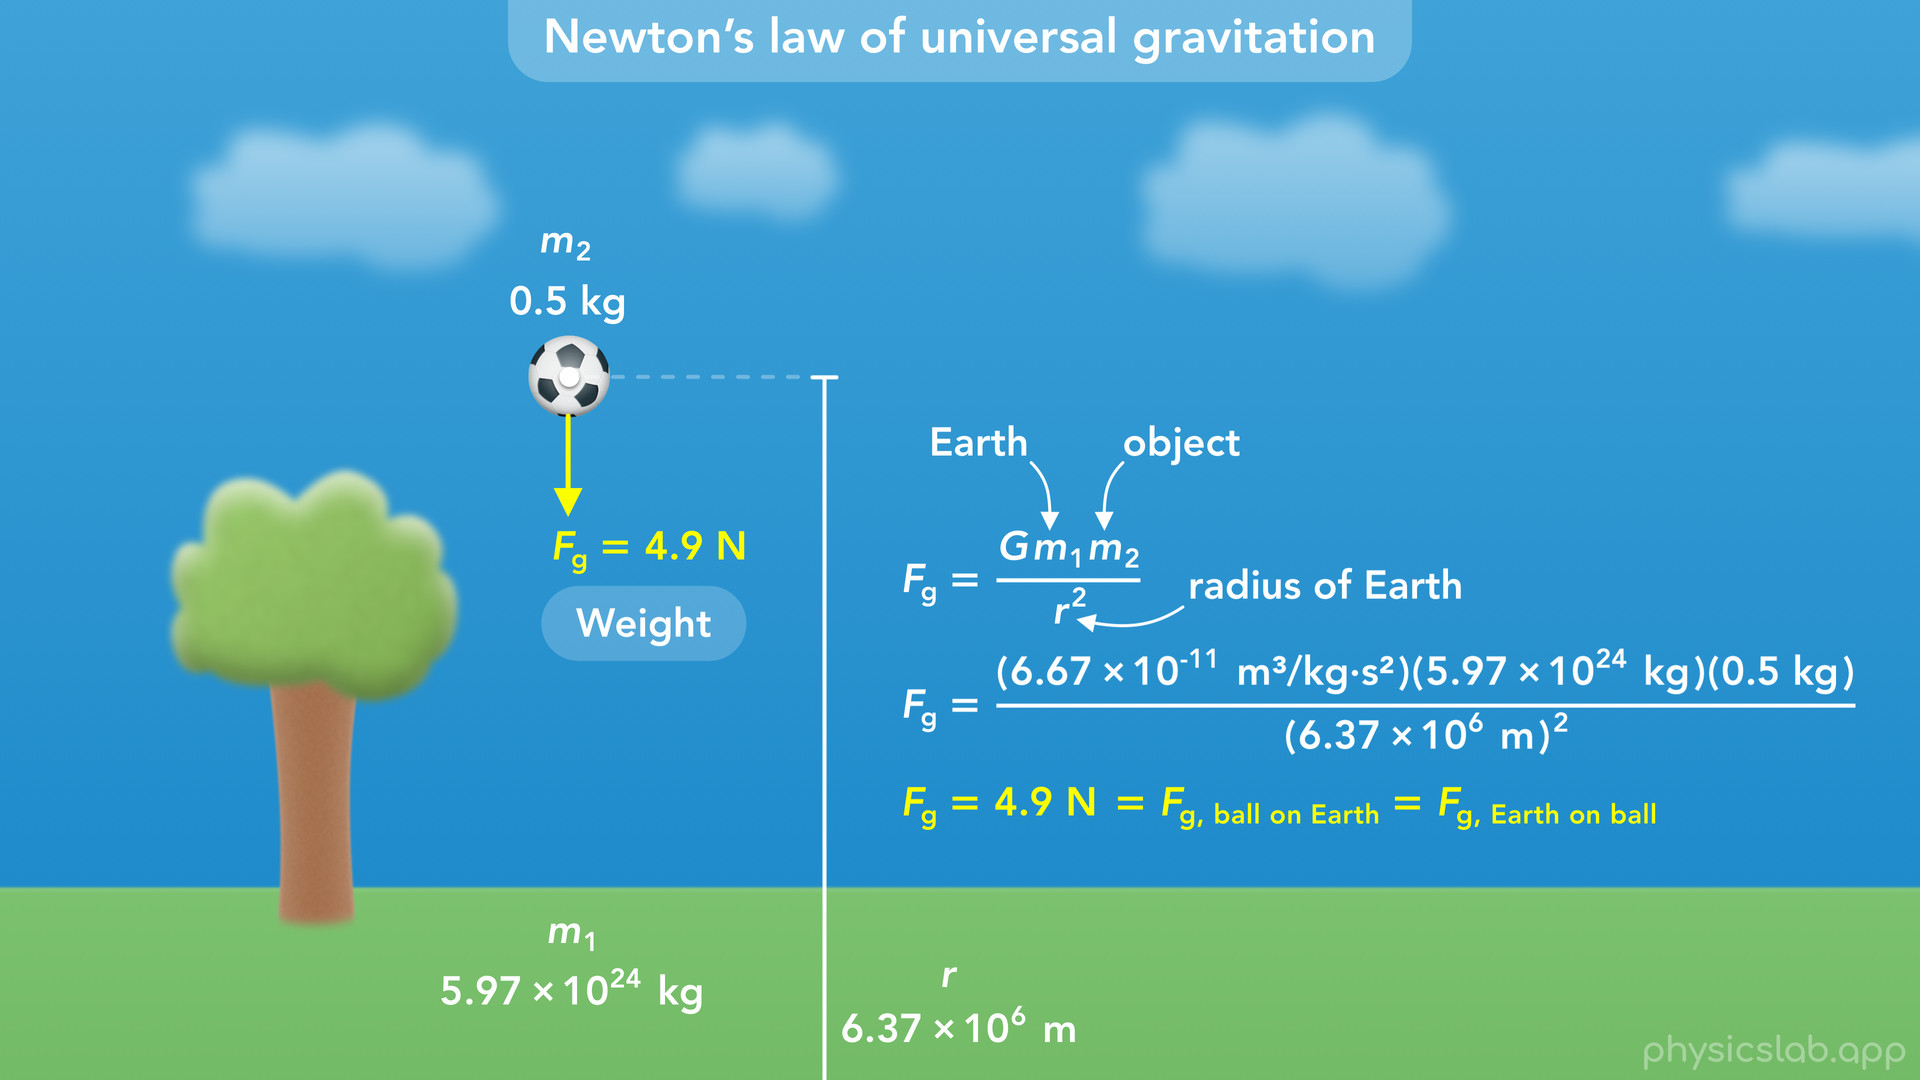 Newton’s law of universal gravitation
m₂
0.5 kg
F_g = 4.9 N
Weight
Earth
object
F_g = Gm₁m₂ / r²
radius of Earth
F_g = (6.67 × 10⁻¹¹ m³/kg·s²)(5.97 × 10²⁴ kg)(0.5 kg) / (6.37 × 10⁶ m)²
F_g = 4.9 N = F_g, ball on Earth = F_g, Earth on ball
m₁
5.97 × 10²⁴ kg
r
6.37 × 10⁶ m
physicslab.app